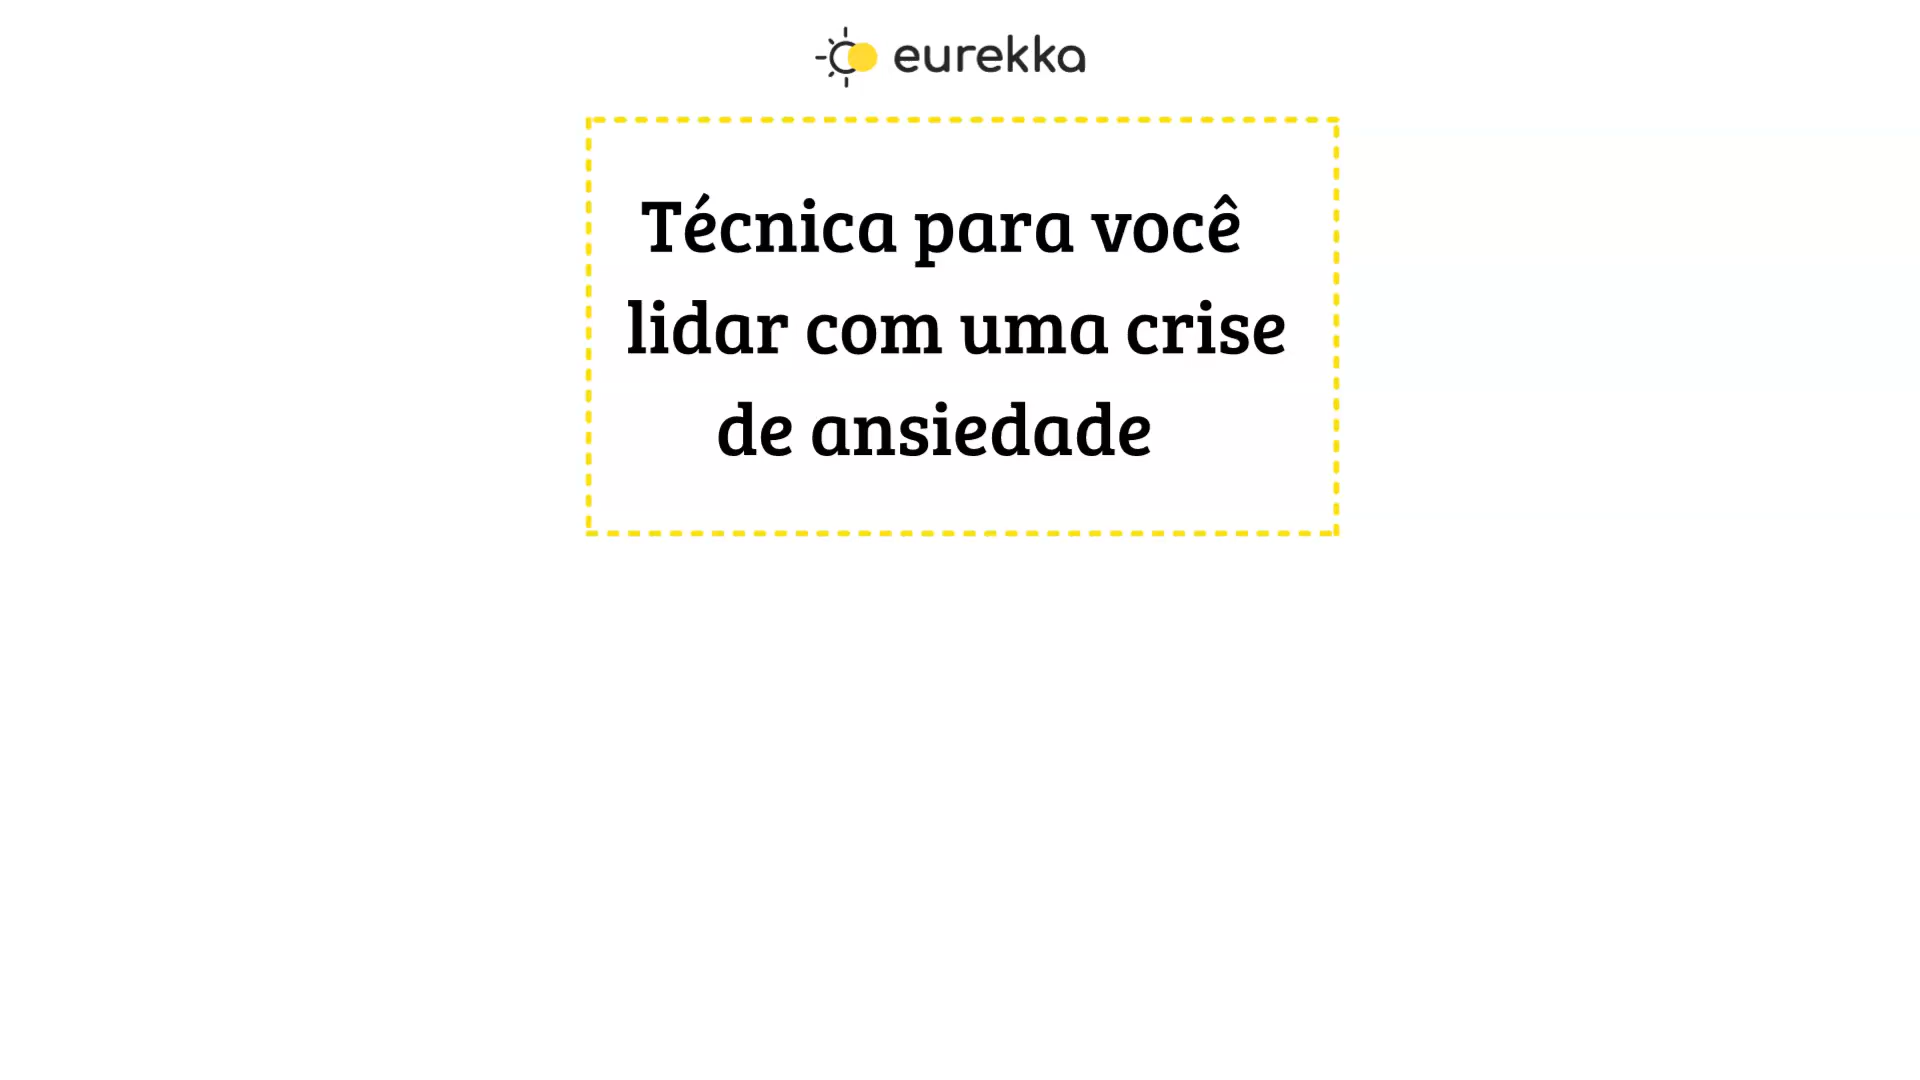 eurekka
Técnica para você
lidar com uma crise
de ansiedade